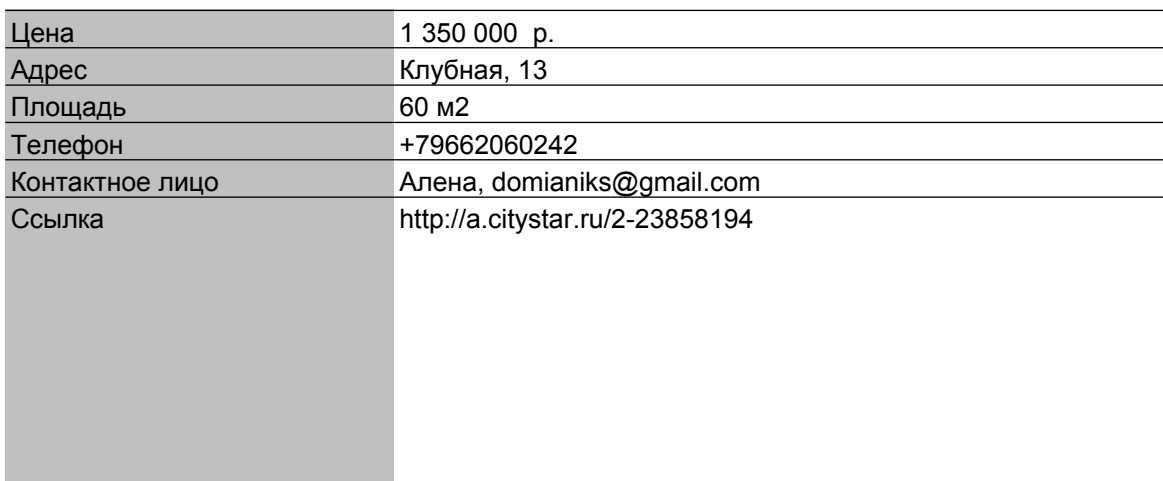 Цена 1 350 000 р.
Адрес Клубная, 13
Площадь 60 м2
Телефон +79662060242
Контактное лицо Алена, domianiks@gmail.com
Ссылка http://a.citystar.ru/2-23858194